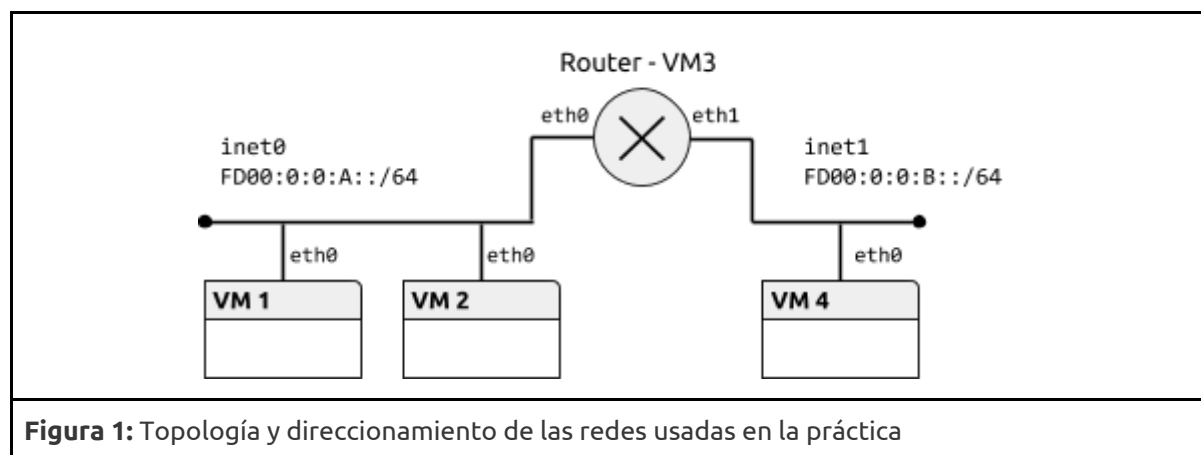 Router - VM3
eth0
eth1
inet0
FD00:0:0:A::/64
inet1
FD00:0:0:B::/64
eth0
eth0
eth0
VM 1
VM 2
VM 4
Figura 1: Topología y direccionamiento de las redes usadas en la práctica